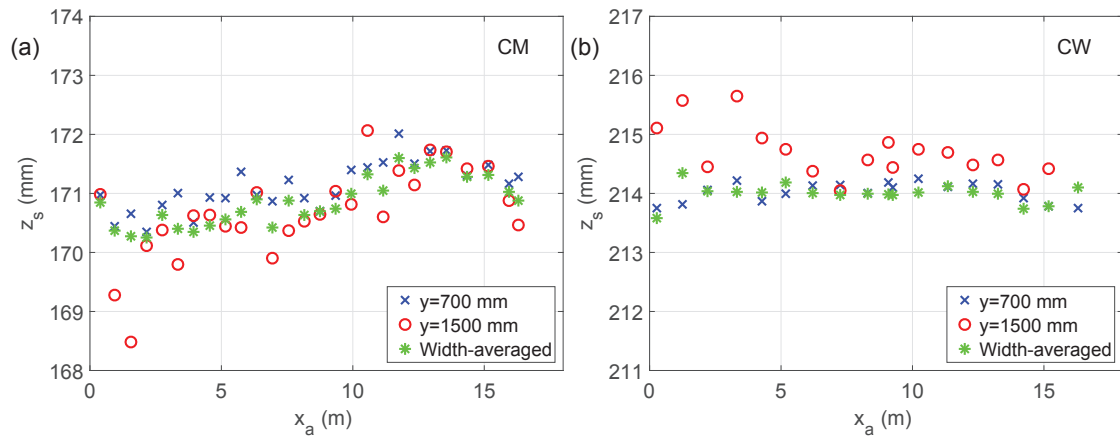 (a)
CM
z_s (mm)
174
173
172
171
170
169
168
0 5 10 15
x_a (m)
y=700 mm
y=1500 mm
Width-averaged
(b)
CW
z_s (mm)
217
216
215
214
213
212
211
0 5 10 15
x_a (m)
y=700 mm
y=1500 mm
Width-averaged